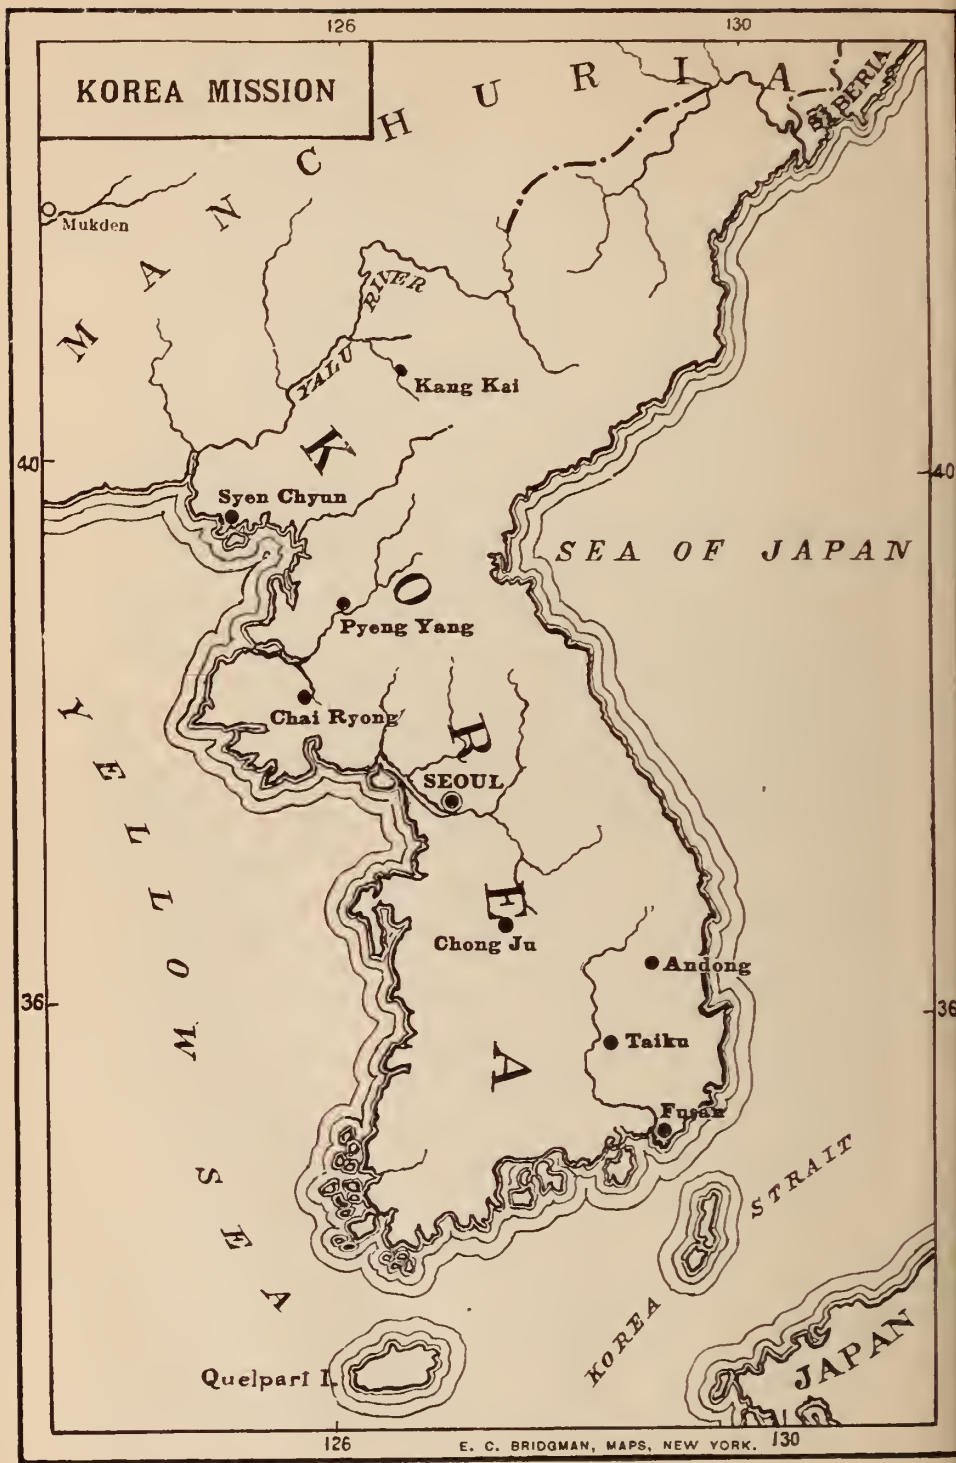 126
130
KOREA MISSION
MANCHURIA
SIBERIA
Mukden
YALU RIVER
Kang Kai
40
40
KOREA
Syen Chyun
SEA OF JAPAN
Pyeng Yang
Chai Ryong
YELLOW SEA
SEOUL
Chong Ju
Andong
36
36
Taiku
Fusan
KOREA STRAIT
Quelpart I.
JAPAN
126
130
E. C. BRIDGMAN, MAPS, NEW YORK.